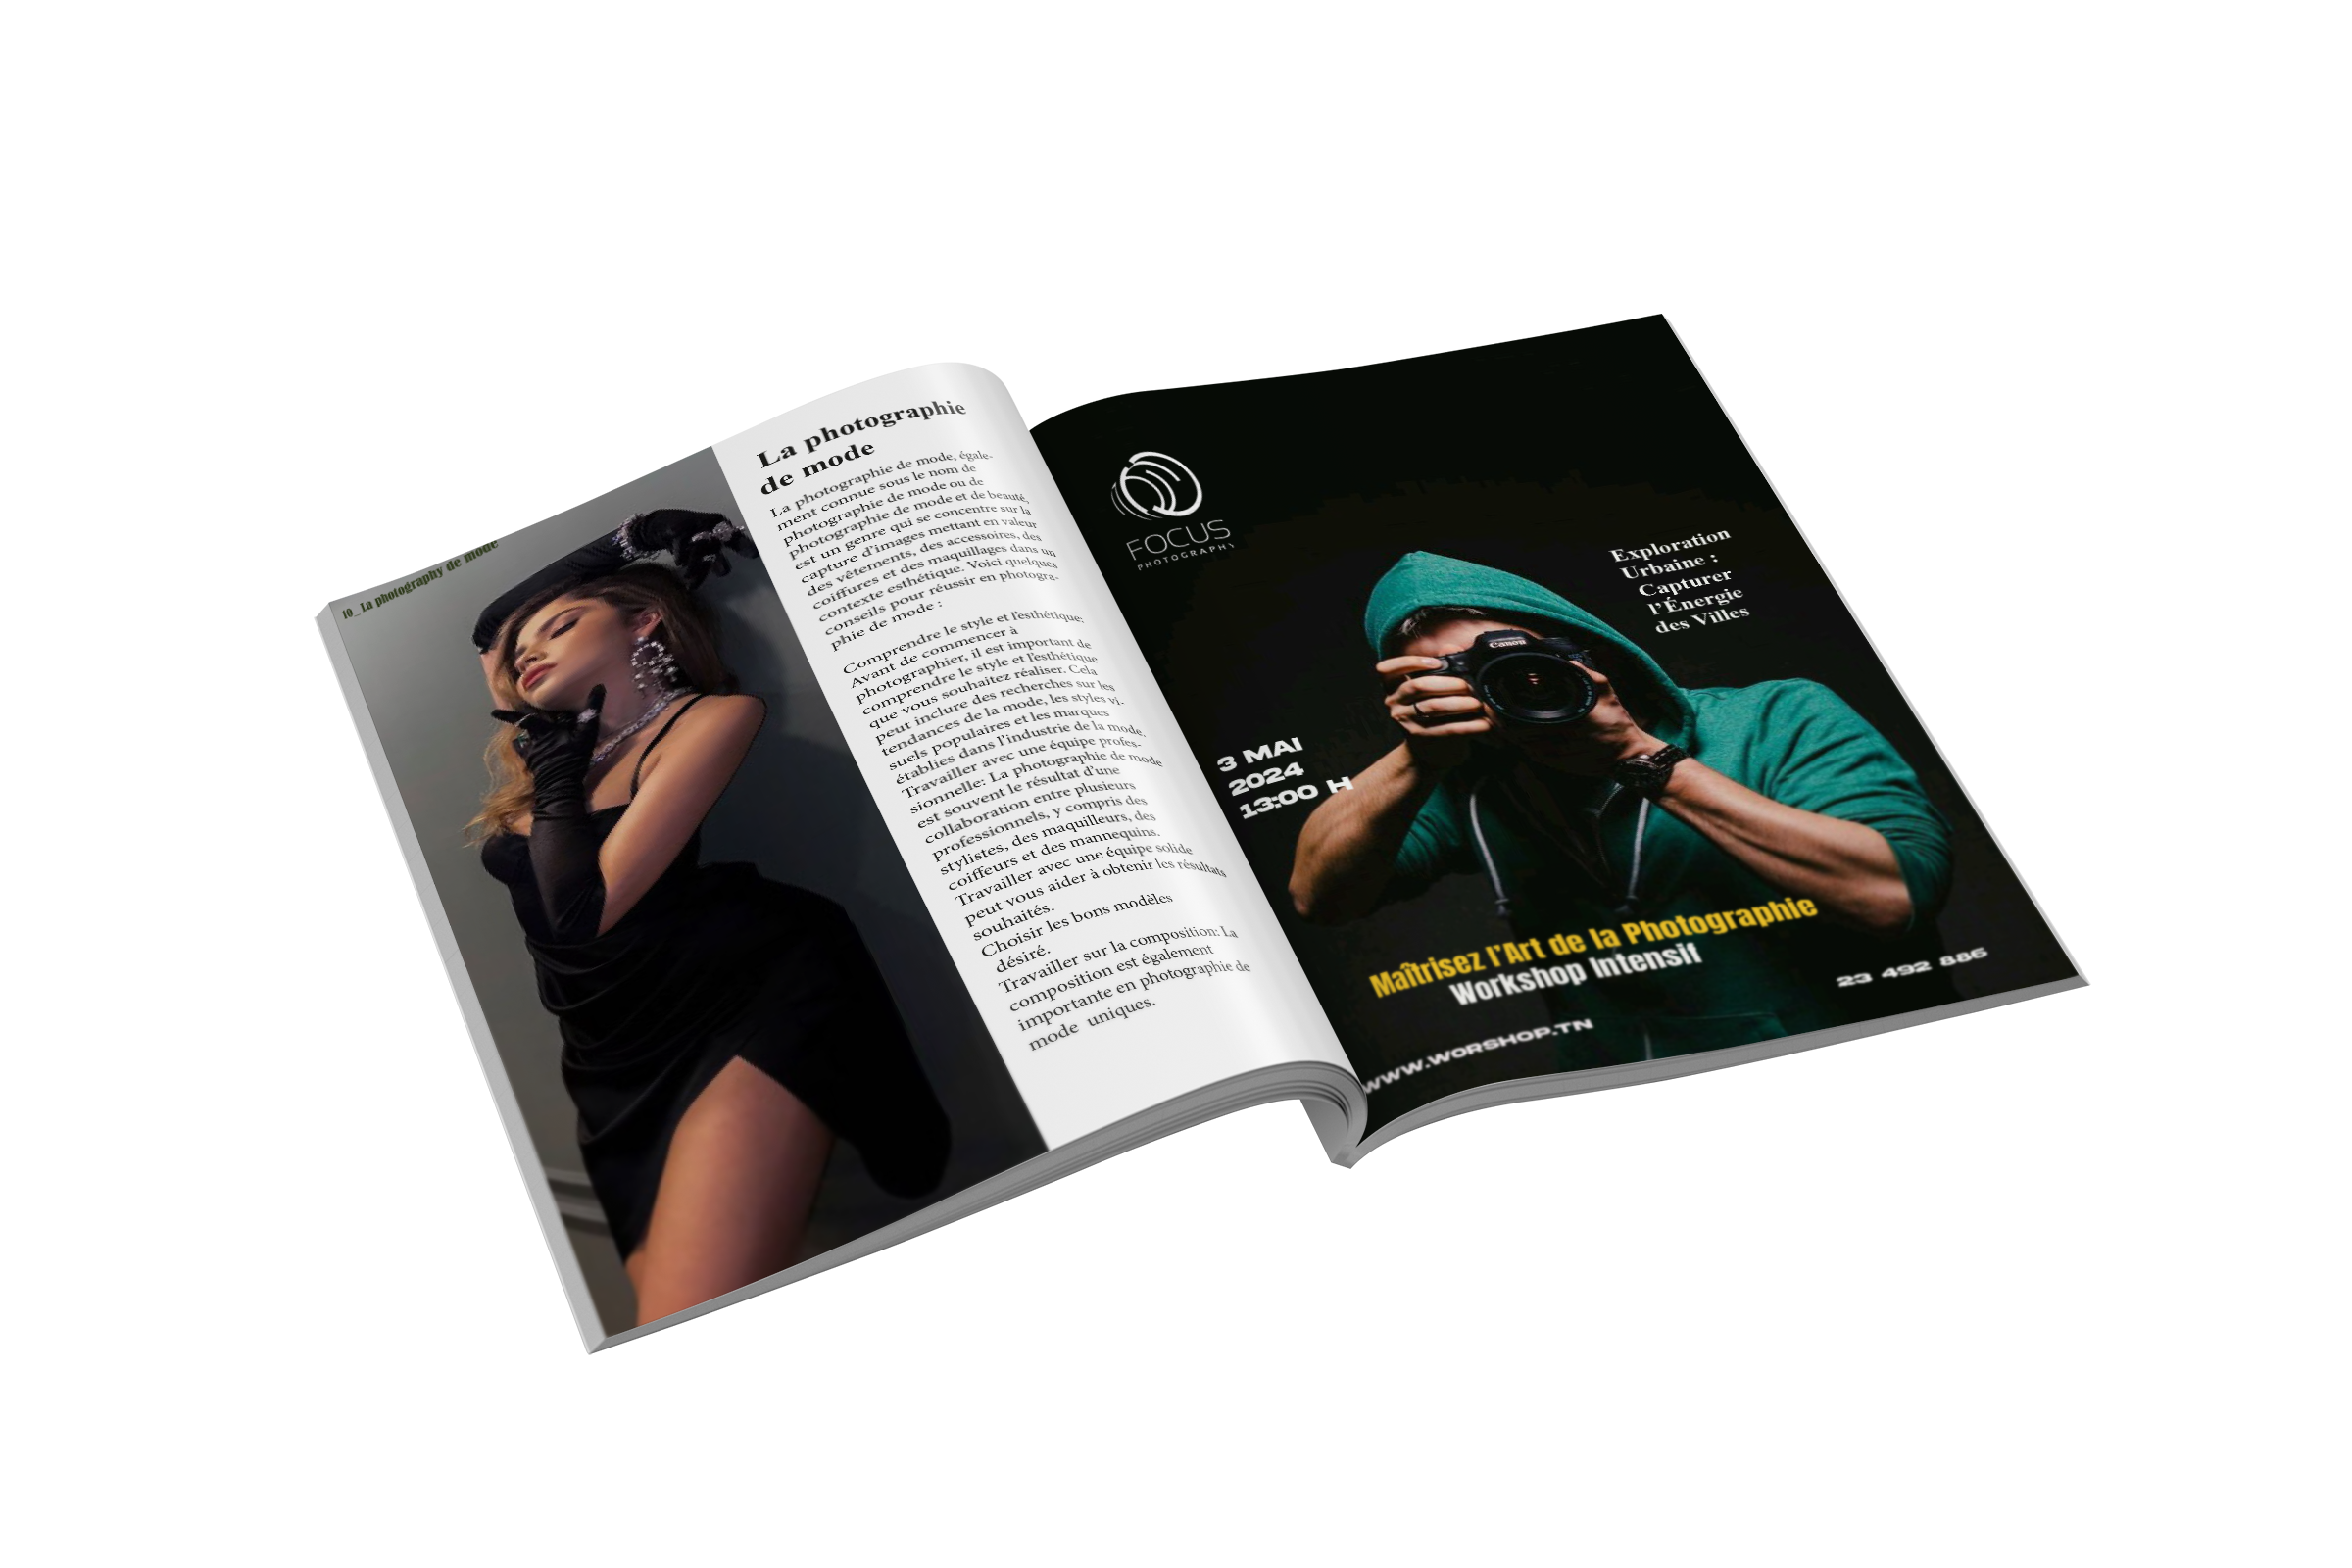 10_La photography de mode
La photographie
de mode
La photographie de mode, égale-
ment connue sous le nom de
photographie de mode ou de
photographie de mode et de beauté,
est un genre qui se concentre sur la
capture d'images mettant en valeur
des vêtements, des accessoires, des
coiffures et des maquillages dans un
contexte esthétique. Voici quelques
conseils pour réussir en photogra-
phie de mode :
Comprendre le style et l'esthétique:
Avant de commencer à
photographier, il est important de
comprendre le style et l'esthétique
que vous souhaitez réaliser. Cela
peut inclure des recherches sur les
tendances de la mode, les styles vi-
suels populaires et les marques
établies dans l'industrie de la mode.
Travailler avec une équipe profes-
sionnelle: La photographie de mode
est souvent le résultat d'une
collaboration entre plusieurs
professionnels, y compris des
stylistes, des maquilleurs, des
coiffeurs et des mannequins.
Travailler avec une équipe solide
peut vous aider à obtenir les résultats
souhaités.
Choisir les bons modèles
désiré.
Travailler sur la composition: La
composition est également
importante en photographie de
mode uniques.
FOCUS
PHOTOGRAPHY
Exploration
Urbaine :
Capturer
l'Énergie
des Villes
Canon
3 MAI
2024
13:00 H
Maîtrisez l'Art de la Photographie
Workshop Intensif
23 492 886
WWW.WORSHOP.TN